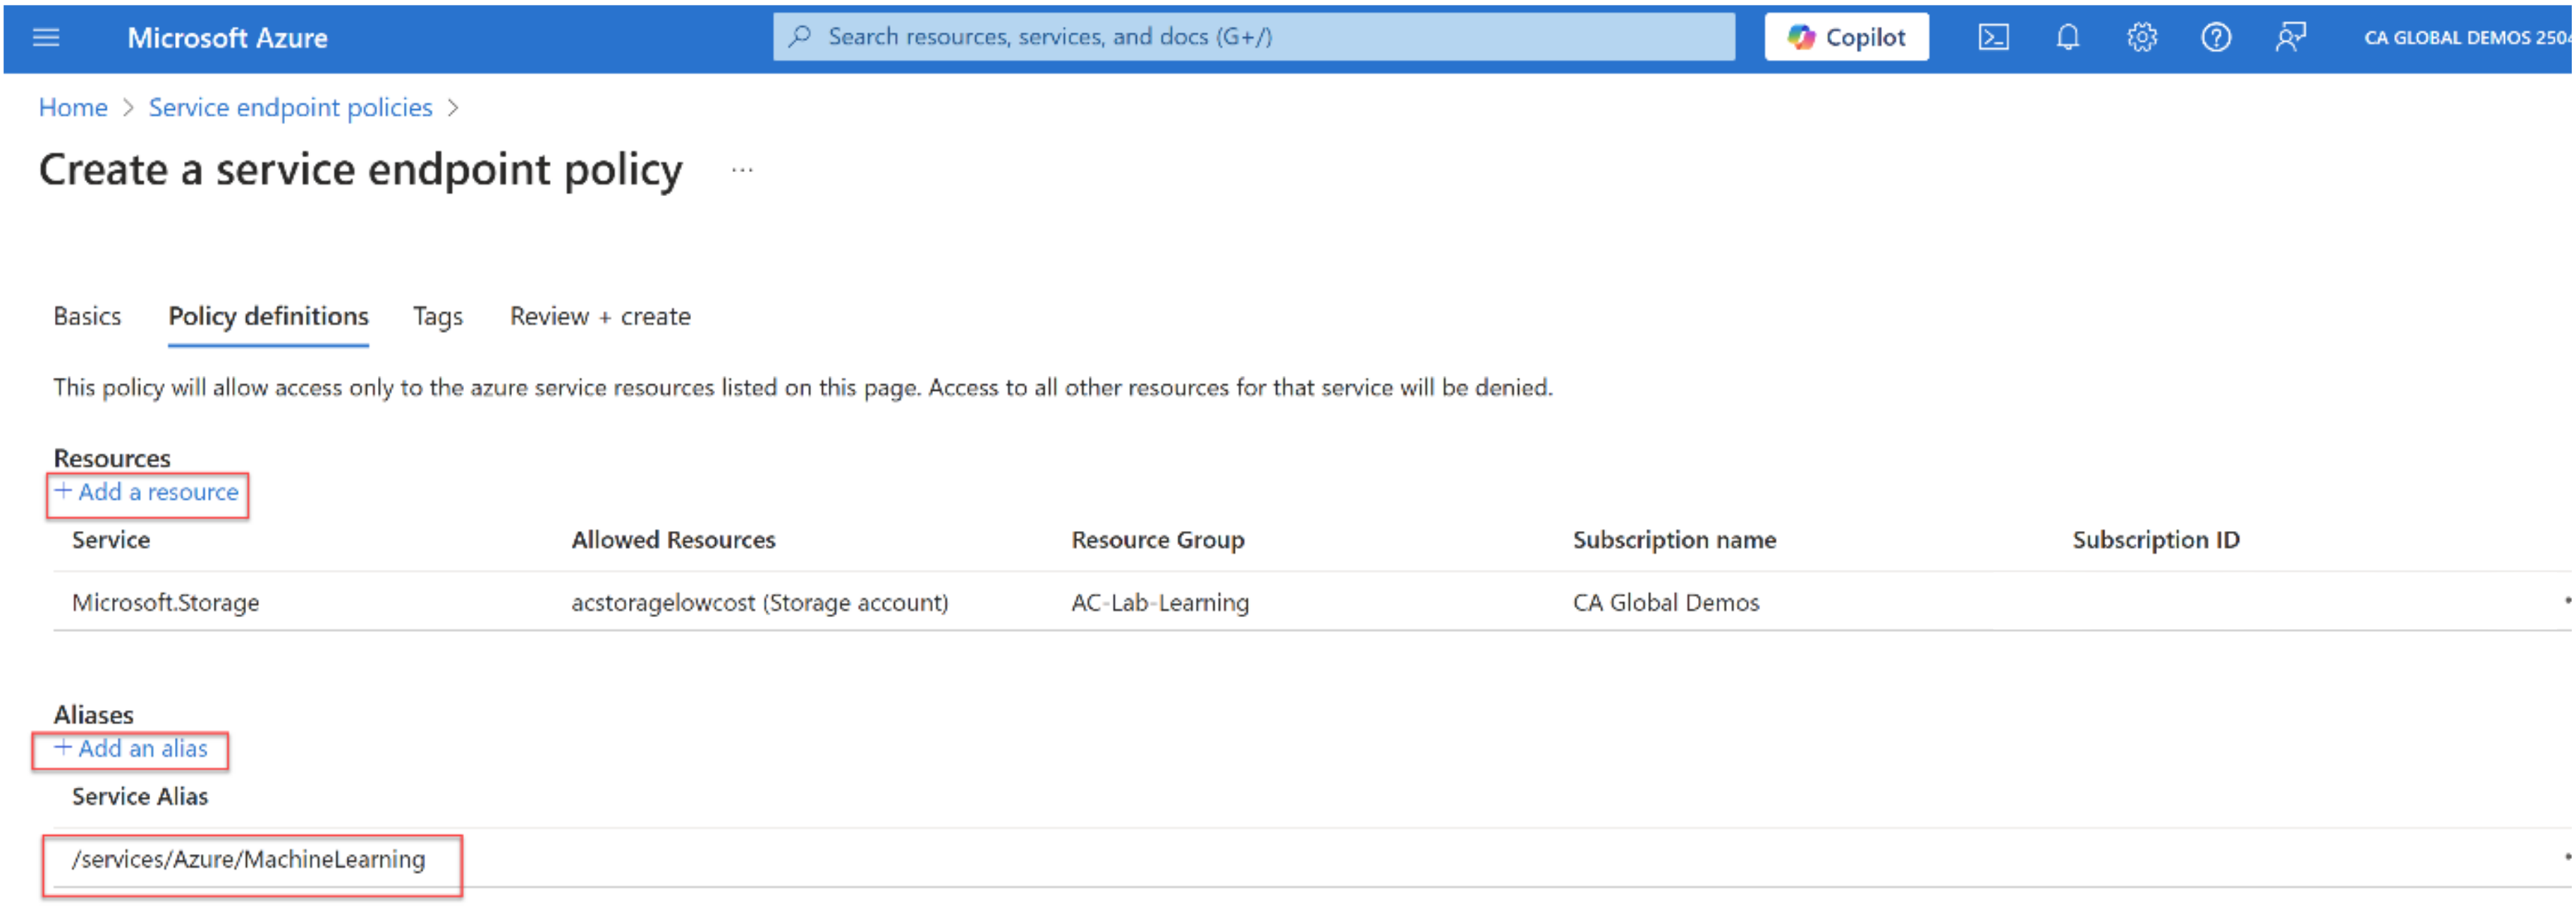 Microsoft Azure
Search resources, services, and docs (G+/)
Copilot
CA GLOBAL DEMOS
Home > Service endpoint policies >
Create a service endpoint policy ...
Basics Policy definitions Tags Review + create
This policy will allow access only to the azure service resources listed on this page. Access to all other resources for that service will be denied.
Resources
+ Add a resource
Service Allowed Resources Resource Group Subscription name Subscription ID
Microsoft.Storage acstoragelowcost (Storage account) AC-Lab-Learning CA Global Demos
Aliases
+ Add an alias
Service Alias
/services/Azure/MachineLearning